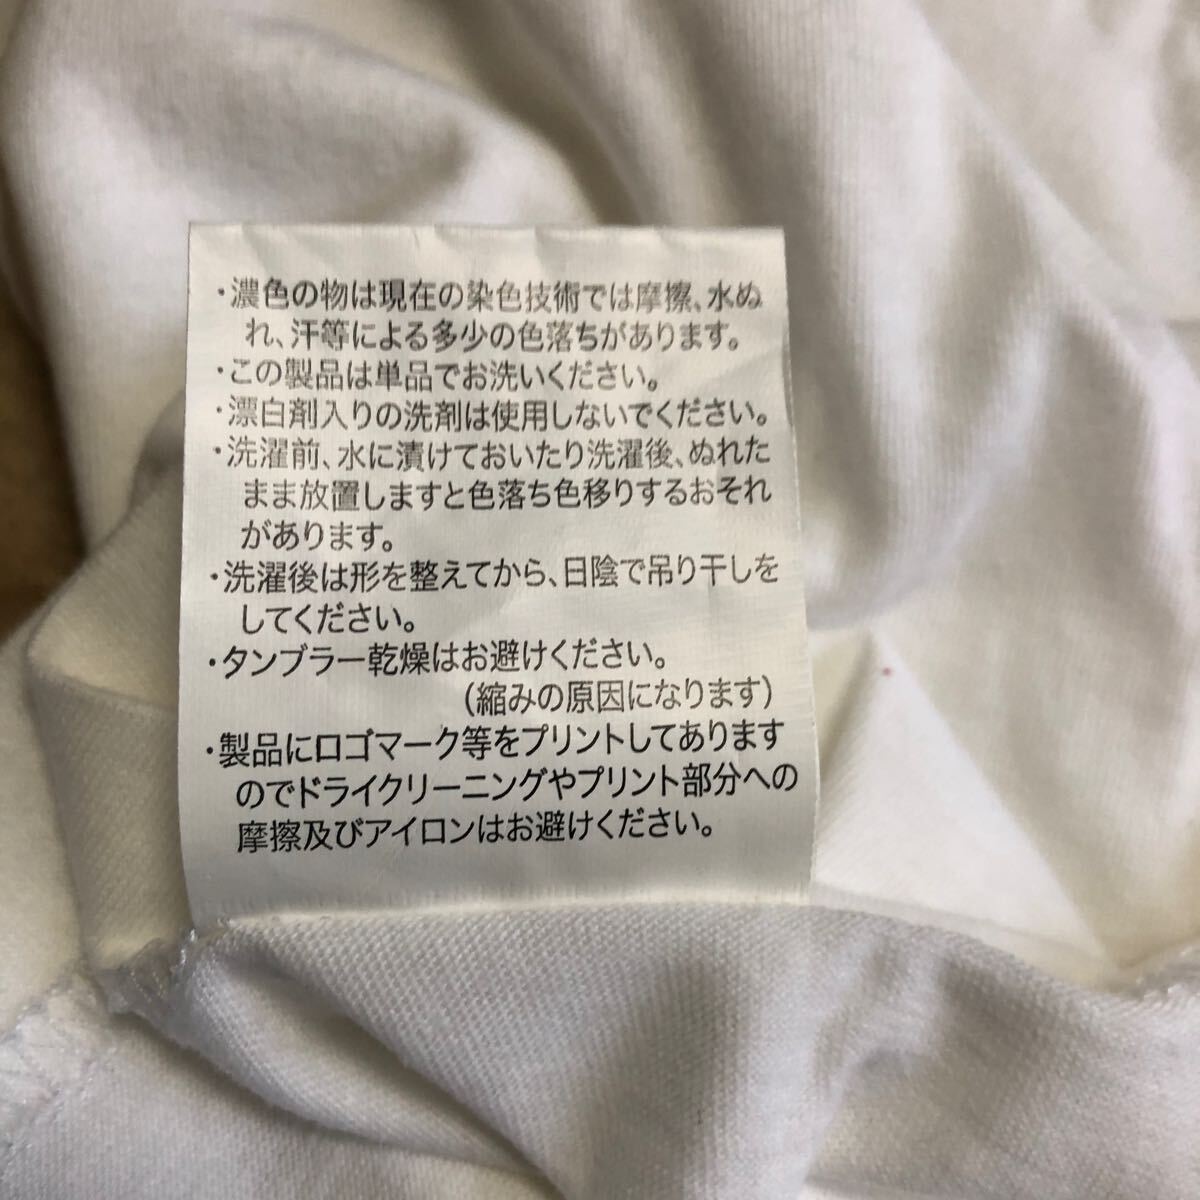 ・濃色の物は現在の染色技術では摩擦、水ぬ
れ、汗等による多少の色落ちがあります。
・この製品は単品でお洗いください。
・漂白剤入りの洗剤は使用しないでください。
・洗濯前、水に漬けておいたり洗濯後、ぬれた
まま放置しますと色落ち色移りするおそれ
があります。
・洗濯後は形を整えてから、日陰で吊り干しを
してください。
・タンブラー乾燥はお避けください。
(縮みの原因になります)
・製品にロゴマーク等をプリントしてあります
のでドライクリーニングやプリント部分への
摩擦及びアイロンはお避けください。